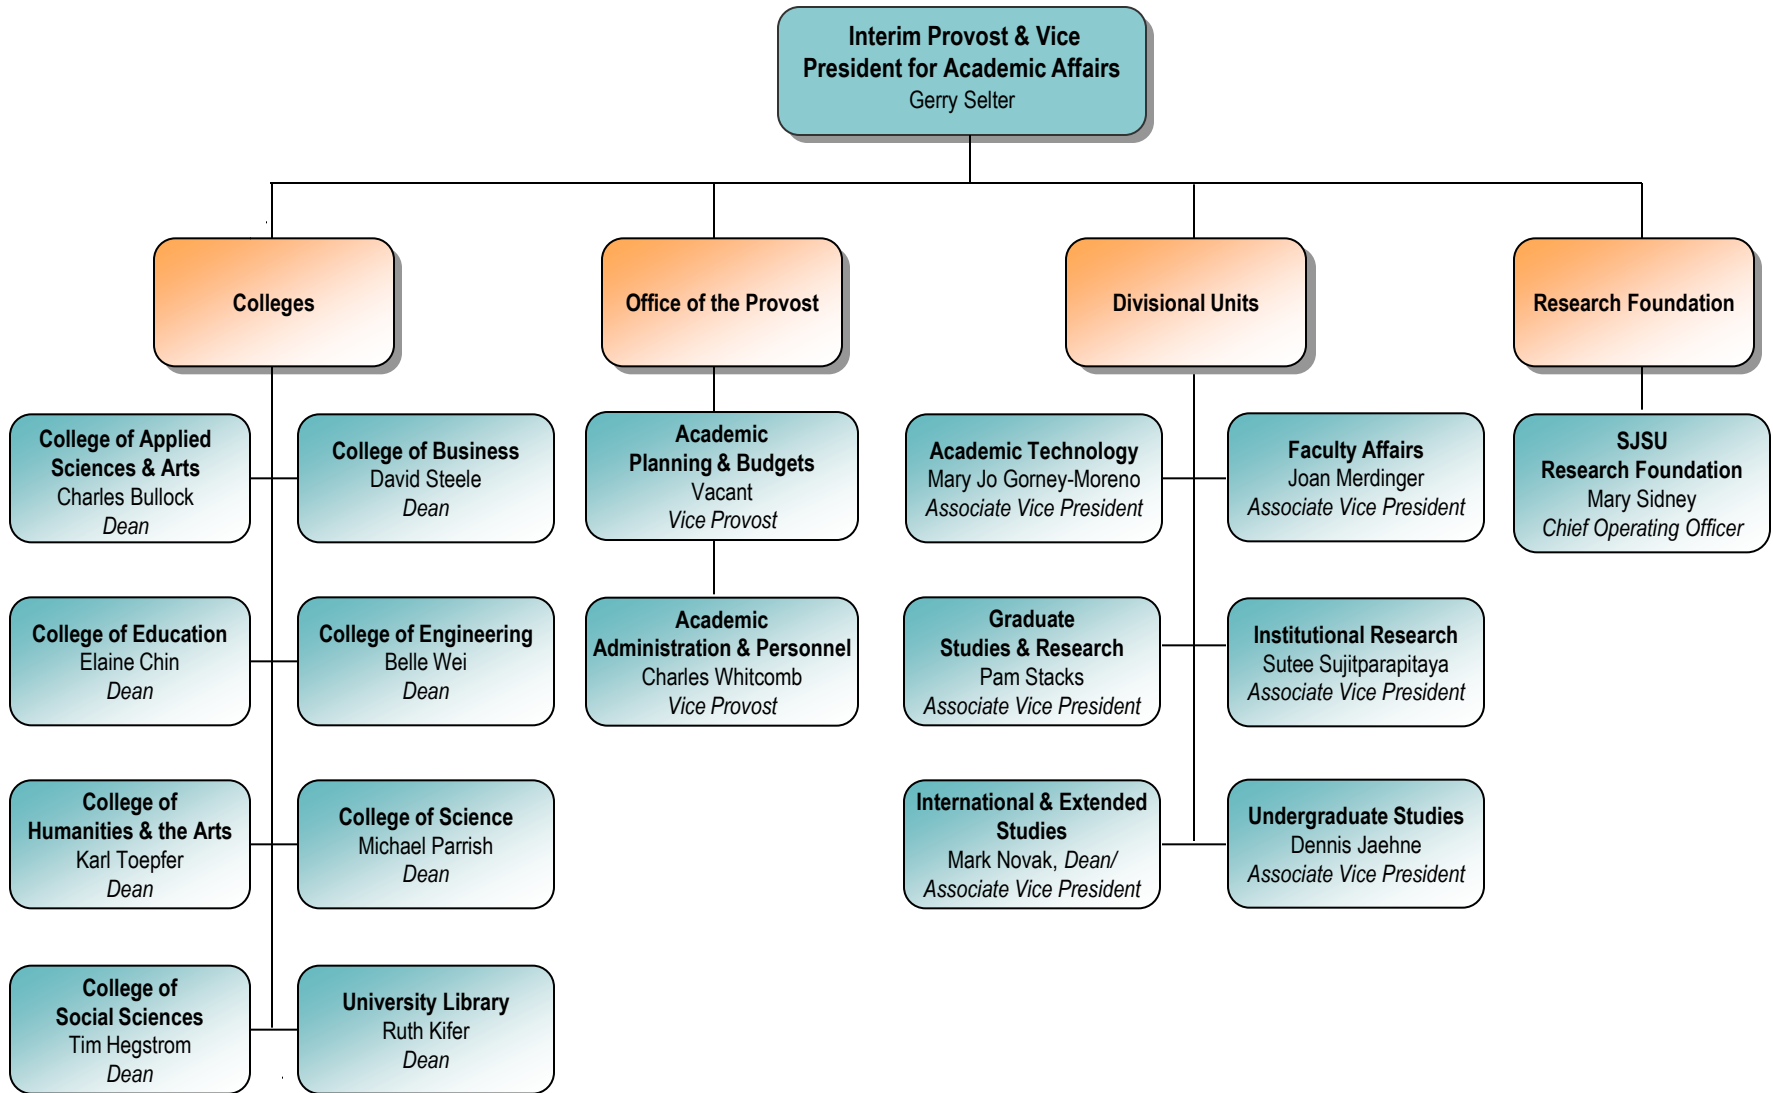 Interim Provost & Vice
President for Academic Affairs
Gerry Selter
Colleges
Office of the Provost
Divisional Units
Research Foundation
College of Applied
Sciences & Arts
Charles Bullock
Dean
College of Business
David Steele
Dean
Academic
Planning & Budgets
Vacant
Vice Provost
Academic Technology
Mary Jo Gorney-Moreno
Associate Vice President
Faculty Affairs
Joan Merdinger
Associate Vice President
SJSU
Research Foundation
Mary Sidney
Chief Operating Officer
College of Education
Elaine Chin
Dean
College of Engineering
Belle Wei
Dean
Academic
Administration & Personnel
Charles Whitcomb
Vice Provost
Graduate
Studies & Research
Pam Stacks
Associate Vice President
Institutional Research
Sutee Sujitparapitaya
Associate Vice President
College of
Humanities & the Arts
Karl Toepfer
Dean
College of Science
Michael Parrish
Dean
International & Extended
Studies
Mark Novak, Dean/
Associate Vice President
Undergraduate Studies
Dennis Jaehne
Associate Vice President
College of
Social Sciences
Tim Hegstrom
Dean
University Library
Ruth Kifer
Dean